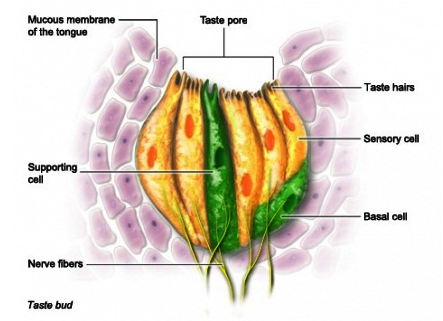 Mucous membrane
of the tongue
Taste pore
Taste hairs
Sensory cell
Supporting
cell
Basal cell
Nerve fibers
Taste bud